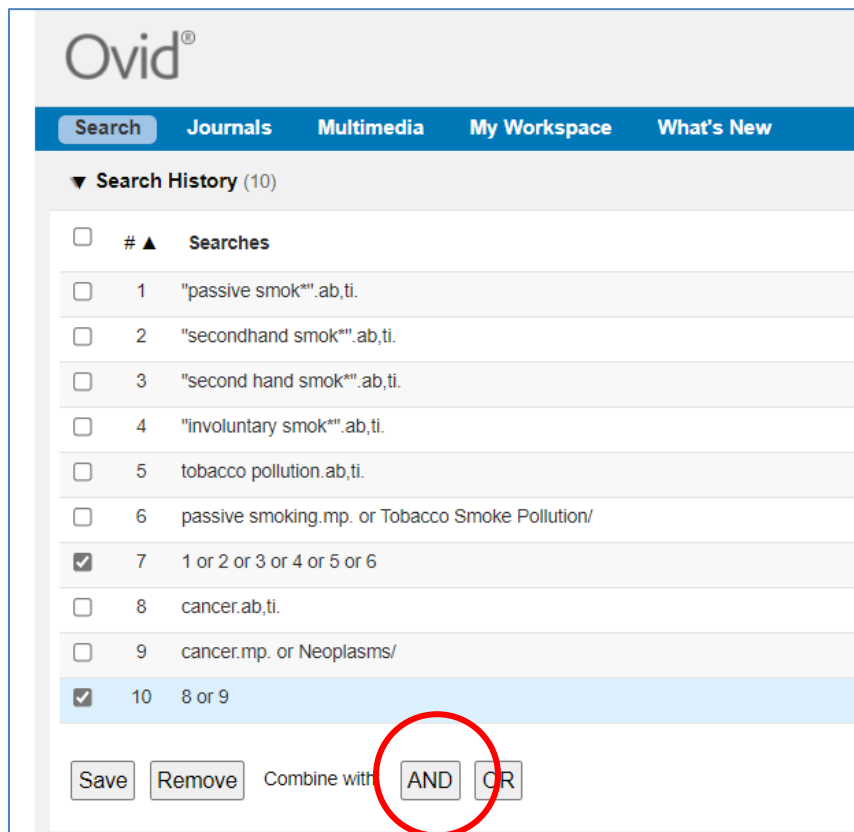 Ovid®
Search Journals Multimedia My Workspace What's New
▼ Search History (10)
# ▲ Searches
1 "passive smok*".ab,ti.
2 "secondhand smok*".ab,ti.
3 "second hand smok*".ab,ti.
4 "involuntary smok*".ab,ti.
5 tobacco pollution.ab,ti.
6 passive smoking.mp. or Tobacco Smoke Pollution/
7 1 or 2 or 3 or 4 or 5 or 6
8 cancer.ab,ti.
9 cancer.mp. or Neoplasms/
10 8 or 9
Save Remove Combine with AND OR